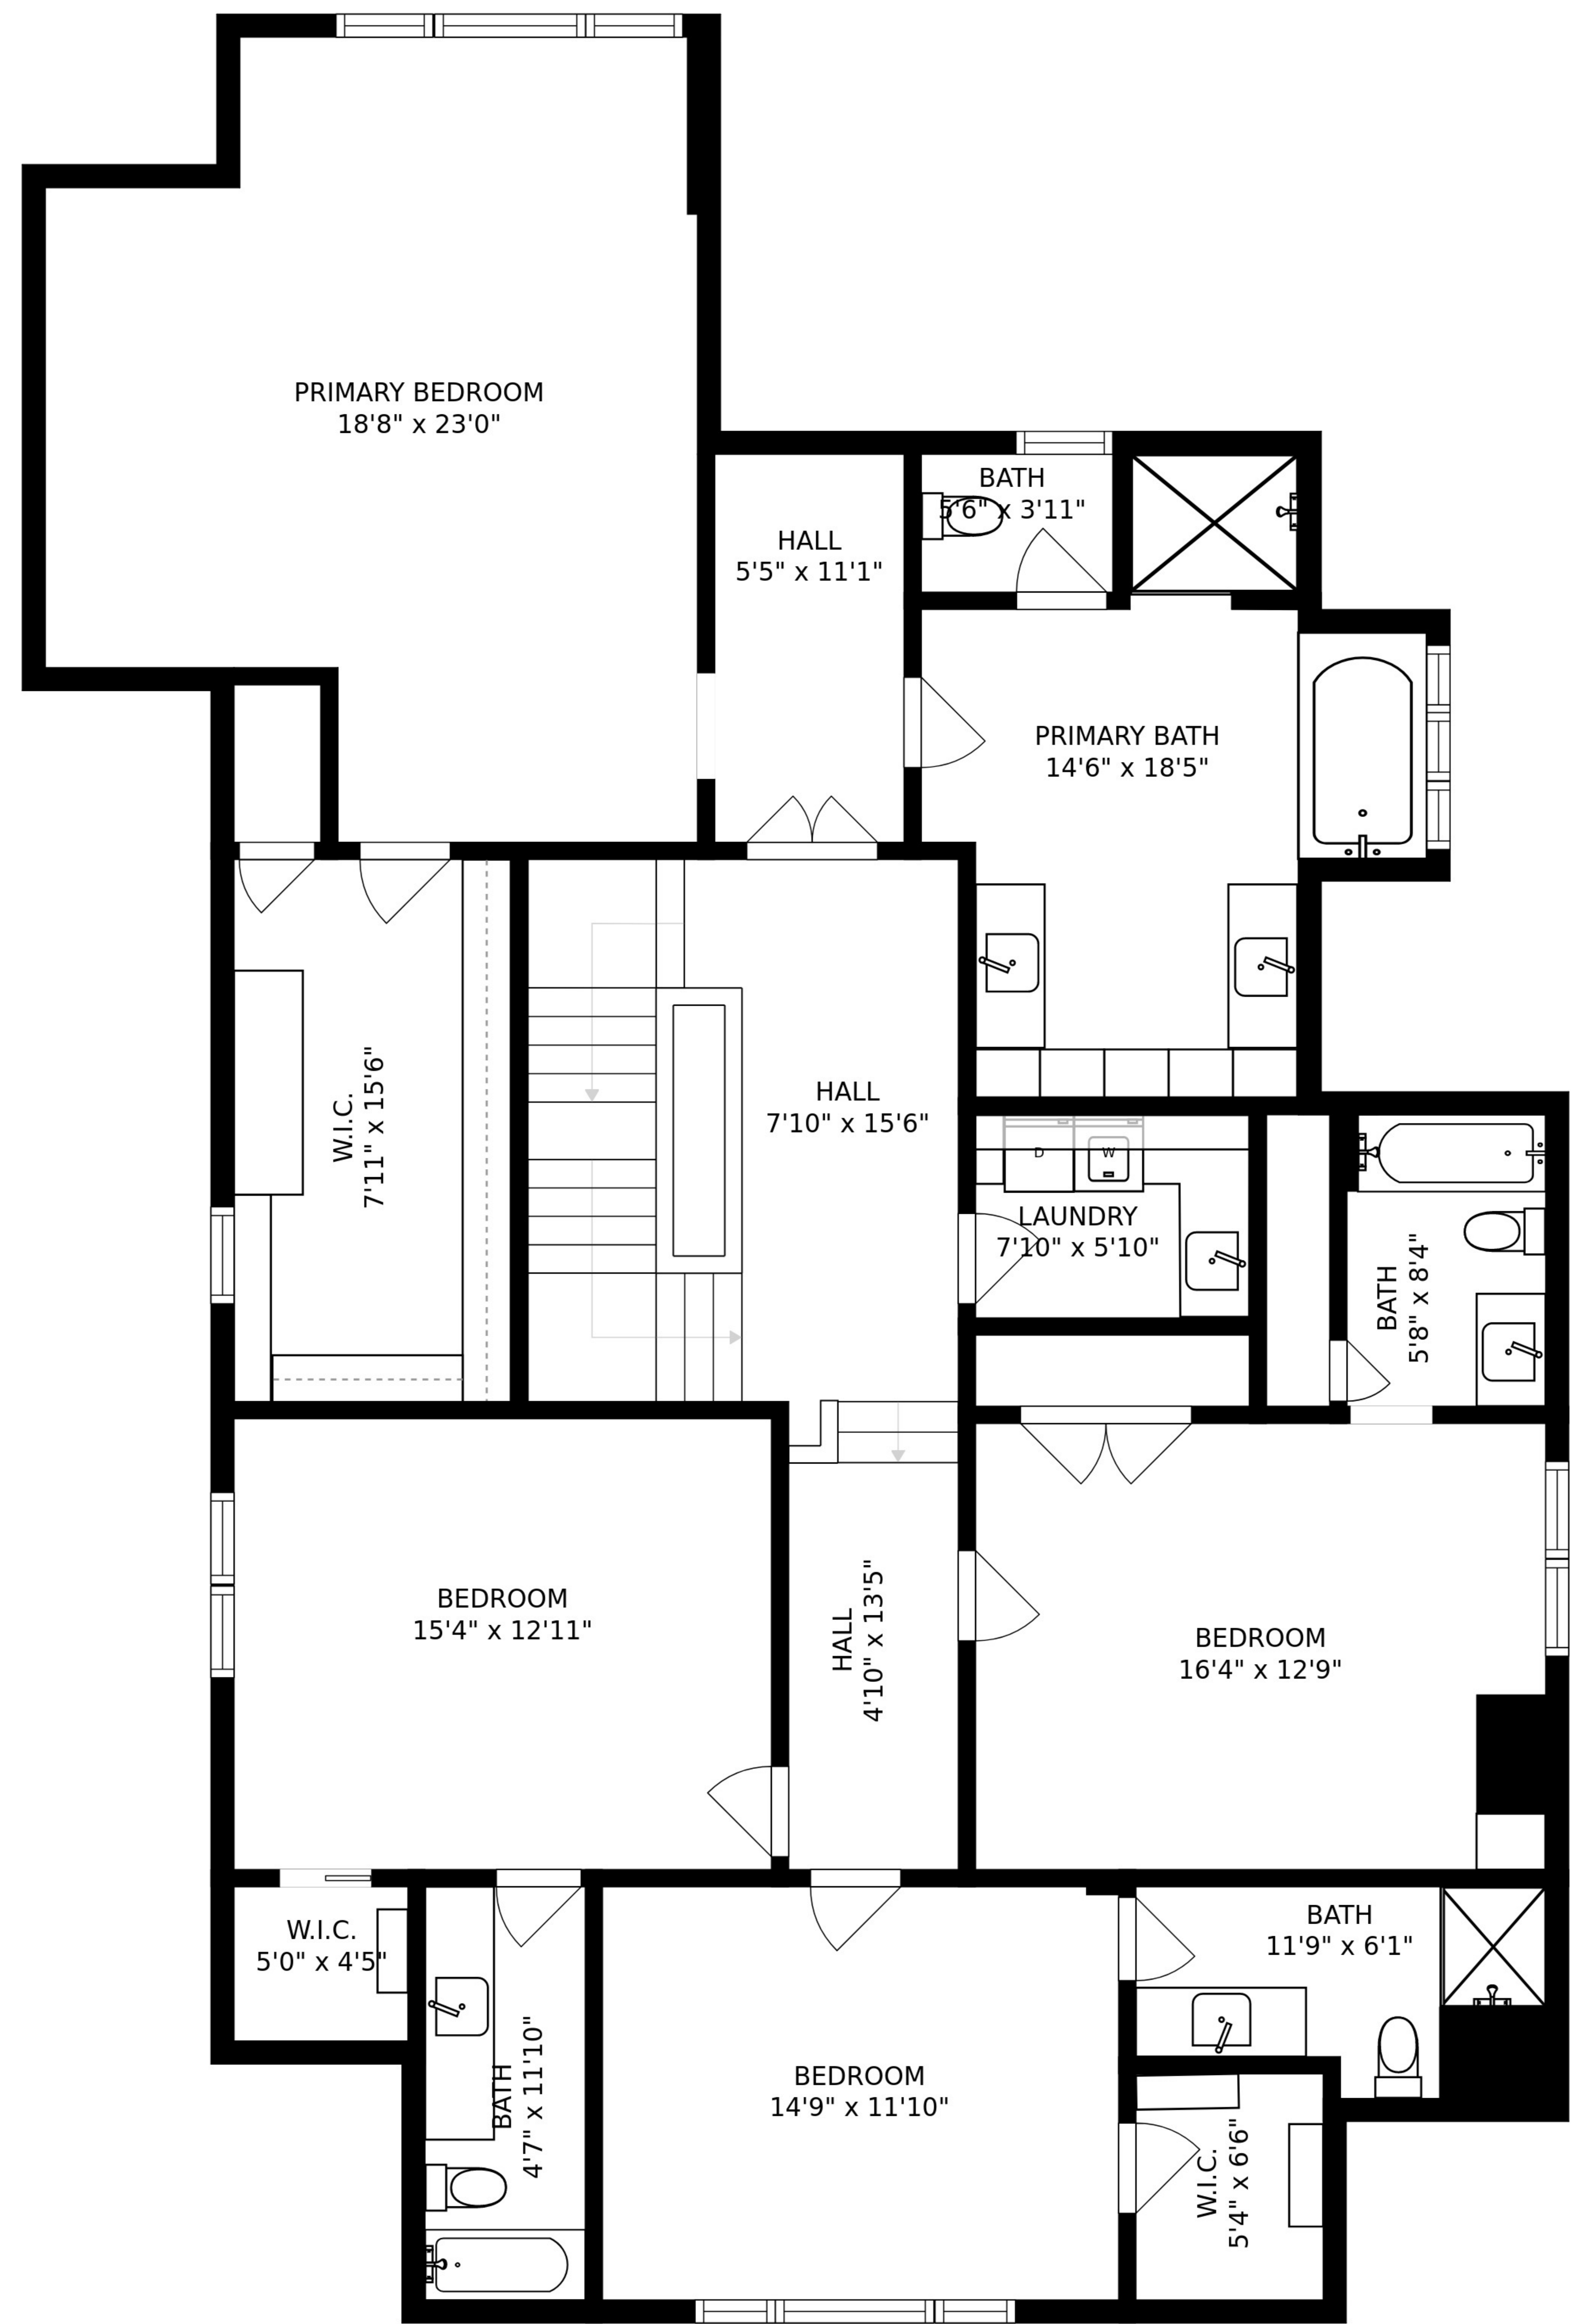 PRIMARY BEDROOM
18'8" x 23'0"
BATH
5'6" x 3'11"
HALL
5'5" x 11'1"
PRIMARY BATH
14'6" x 18'5"
W.I.C.
7'11" x 15'6"
HALL
7'10" x 15'6"
D
W
LAUNDRY
7'10" x 5'10"
BATH
5'8" x 8'4"
BEDROOM
15'4" x 12'11"
HALL
4'10" x 13'5"
BEDROOM
16'4" x 12'9"
W.I.C.
5'0" x 4'5"
BATH
4'7" x 11'10"
BEDROOM
14'9" x 11'10"
BATH
11'9" x 6'1"
W.I.C.
5'4" x 6'6"